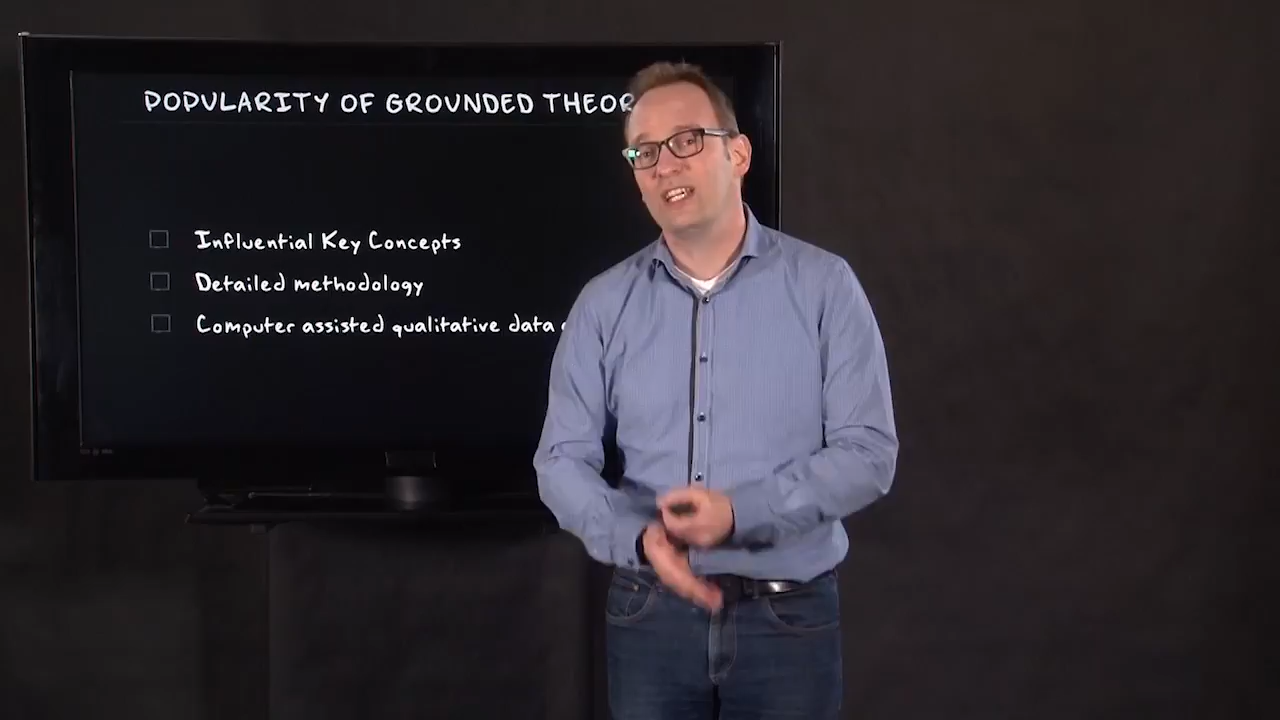 POPULARITY OF GROUNDED THEOR
Influential Key Concepts
Detailed methodology
Computer assisted qualitative data